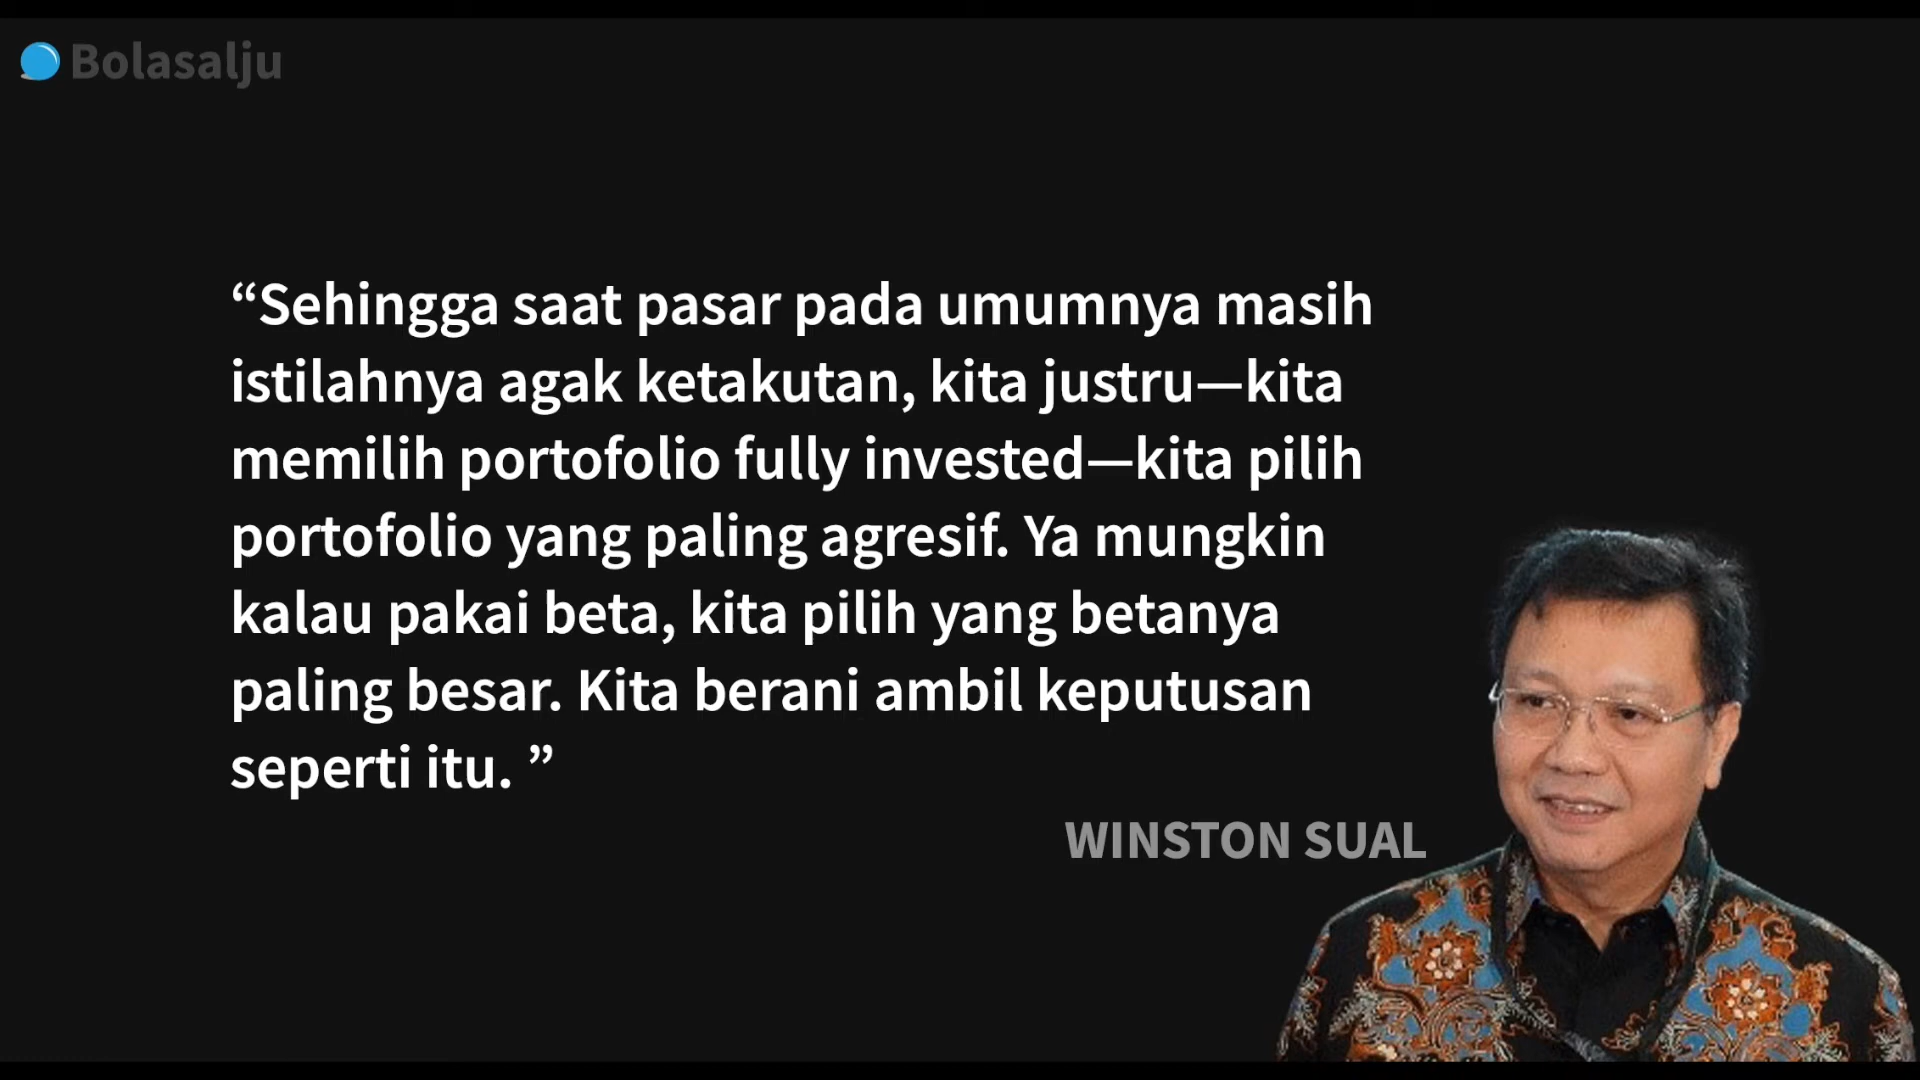 Bolasalju
“Sehingga saat pasar pada umumnya masih
istilahnya agak ketakutan, kita justru—kita
memilih portofolio fully invested—kita pilih
portofolio yang paling agresif. Ya mungkin
kalau pakai beta, kita pilih yang betanya
paling besar. Kita berani ambil keputusan
seperti itu. ”
WINSTON SUAL